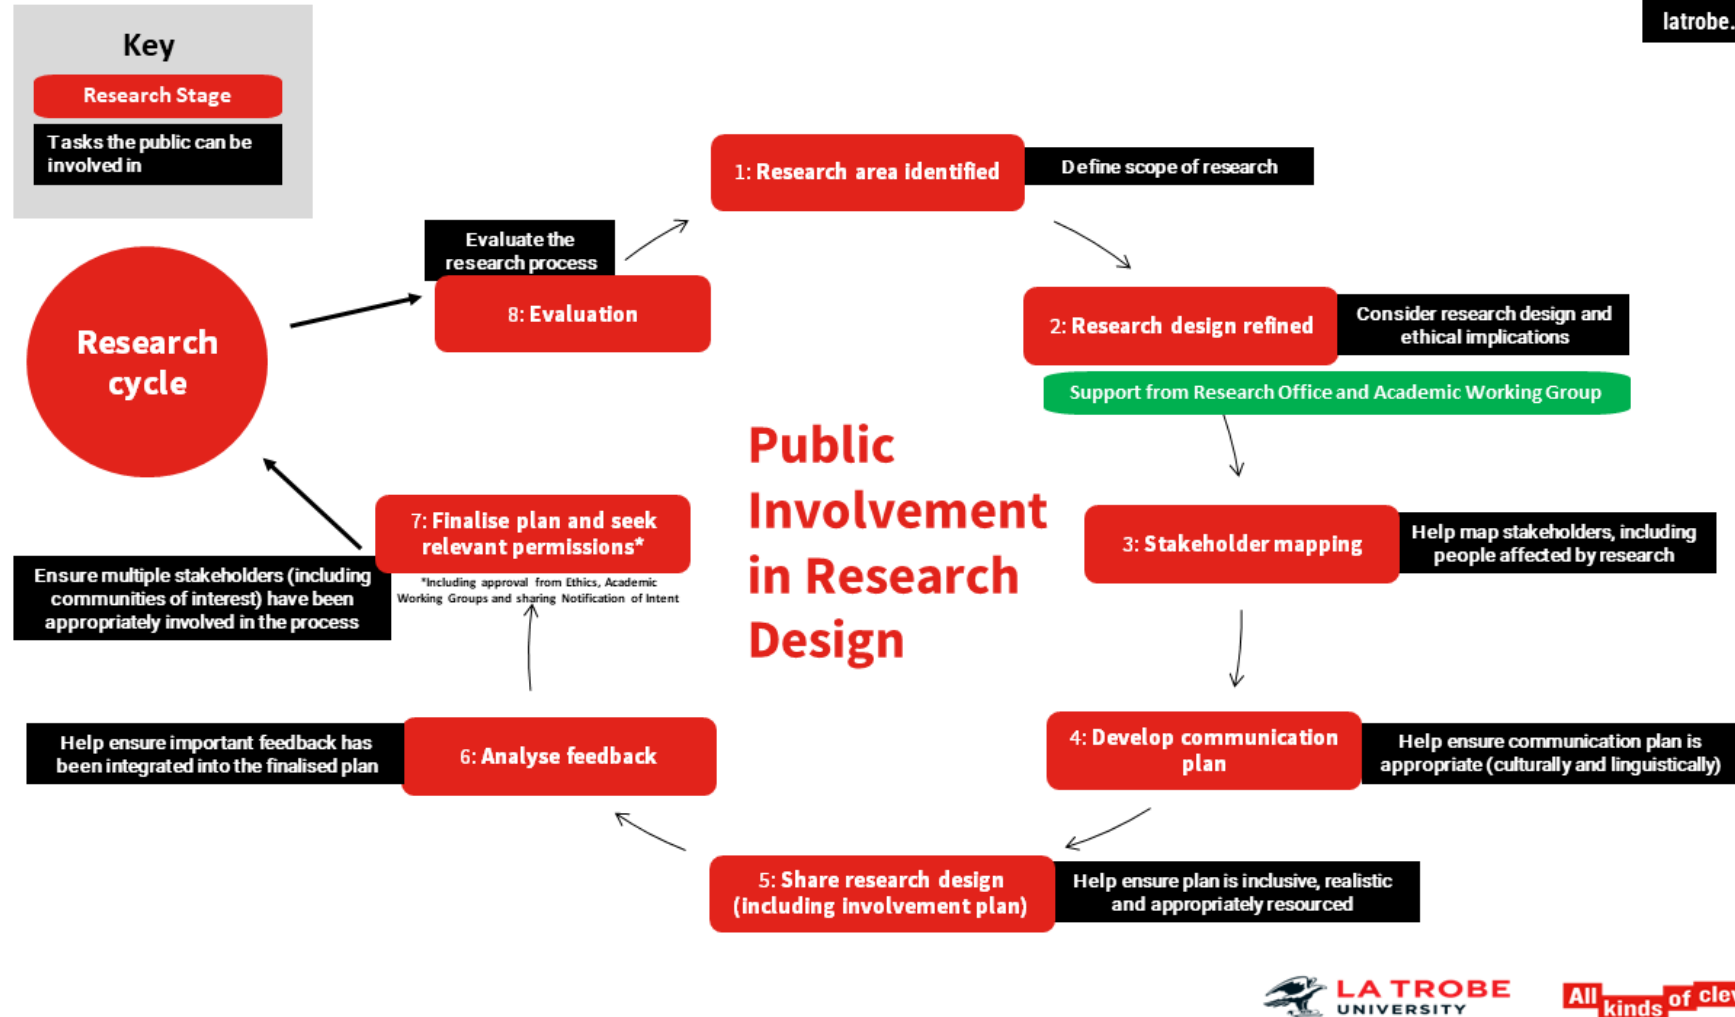 Key
Research Stage
Tasks the public can be
involved in
latrobe.
1: Research area identified
Define scope of research
Evaluate the
research process
8: Evaluation
2: Research design refined
Consider research design and
ethical implications
Support from Research Office and Academic Working Group
Research
cycle
Public
Involvement
in Research
Design
3: Stakeholder mapping
Help map stakeholders, including
people affected by research
7: Finalise plan and seek
relevant permissions*
*Including approval from Ethics, Academic
Working Groups and sharing Notification of Intent
Ensure multiple stakeholders (including
communities of interest) have been
appropriately involved in the process
4: Develop communication
plan
Help ensure communication plan is
appropriate (culturally and linguistically)
6: Analyse feedback
Help ensure important feedback has
been integrated into the finalised plan
5: Share research design
(including involvement plan)
Help ensure plan is inclusive, realistic
and appropriately resourced
LA TROBE
UNIVERSITY
All kinds of clev